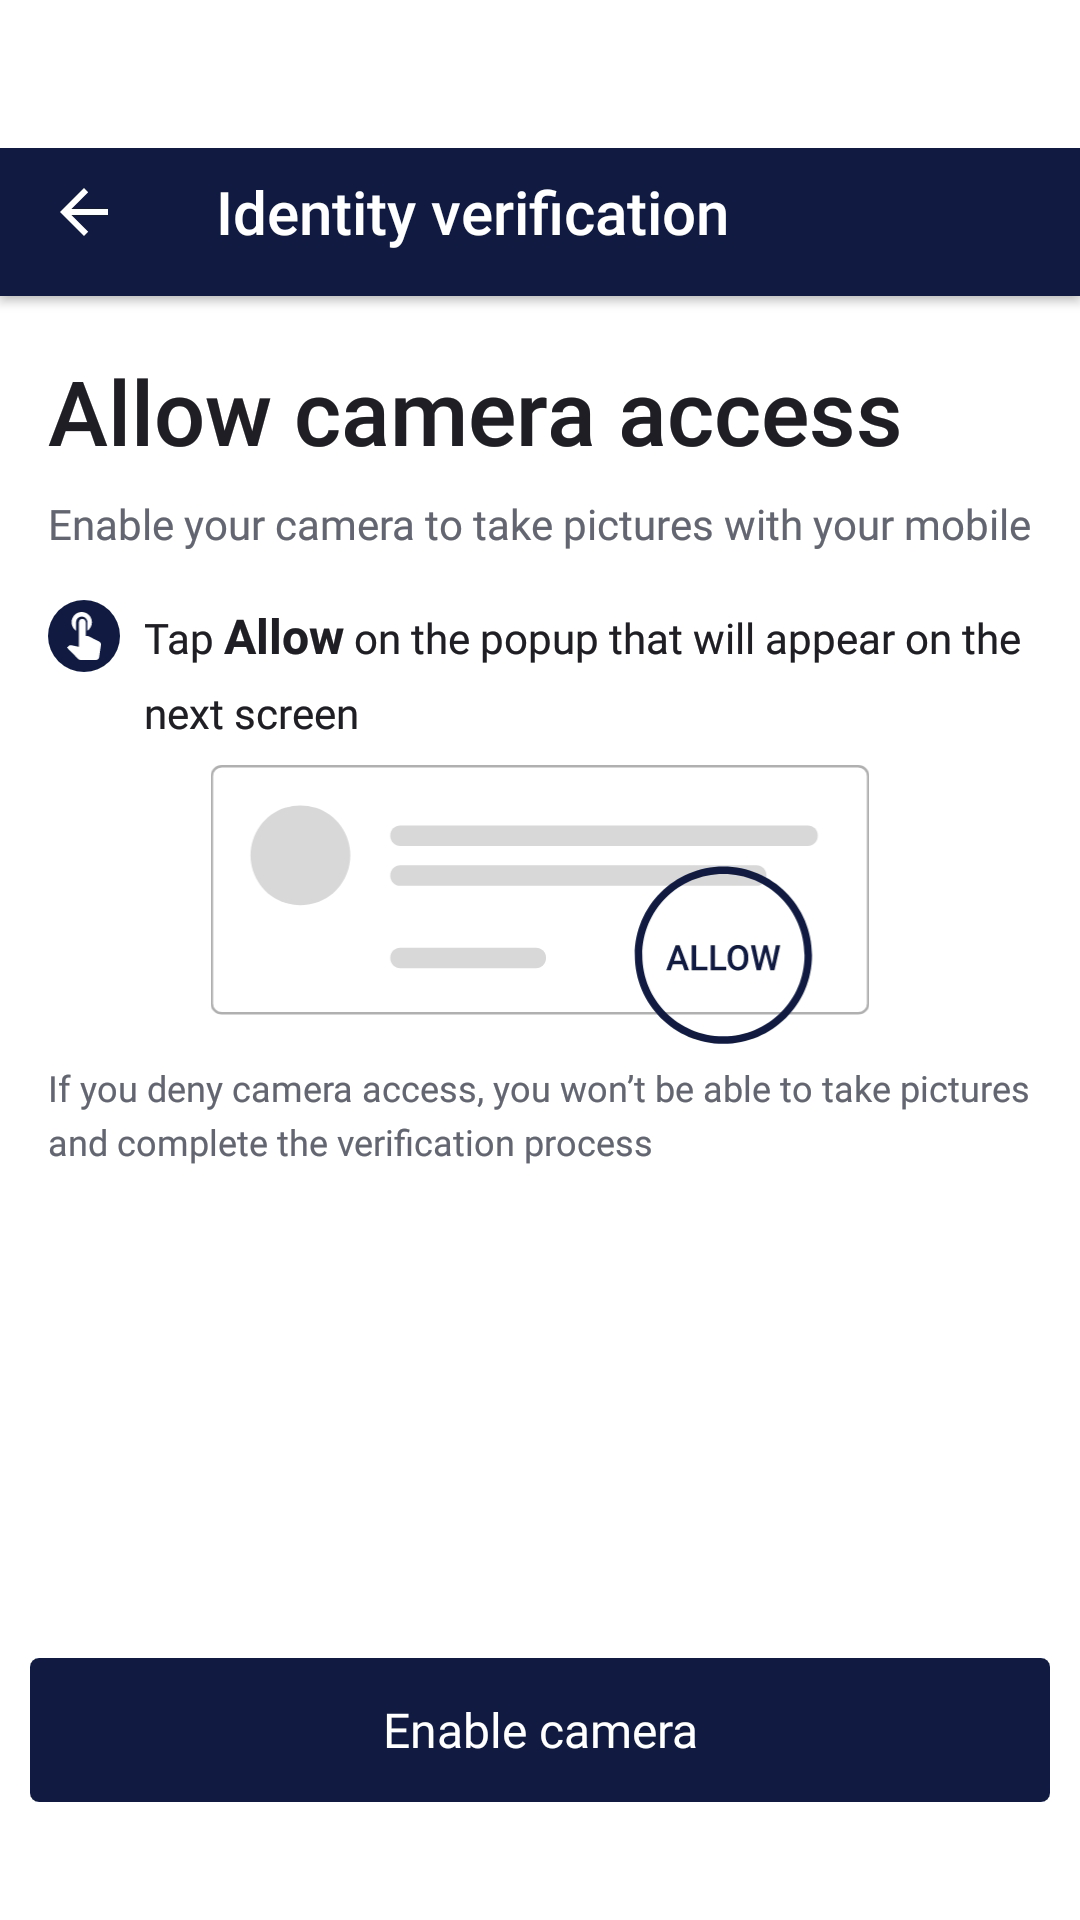 Identity verification
Allow camera access
Enable your camera to take pictures with your mobile
Tap Allow on the popup that will appear on the
next screen
ALLOW
If you deny camera access, you won’t be able to take pictures
and complete the verification process
Enable camera